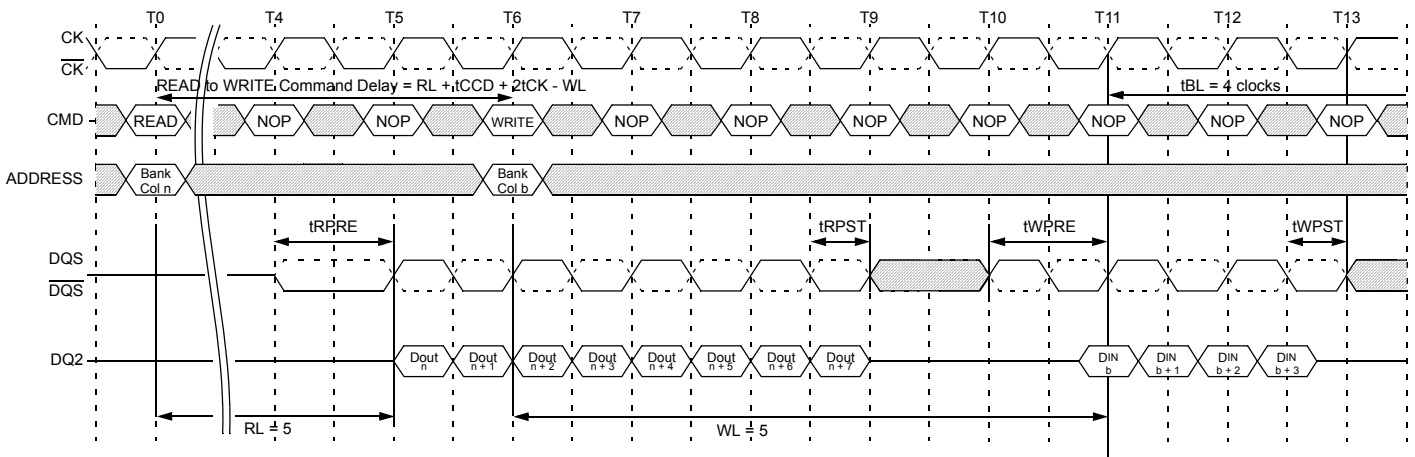 T0 T4 T5 T6 T7 T8 T9 T10 T11 T12 T13
CK
CK
READ to WRITE Command Delay = RL + tCCD + 2tCK - WL
tBL = 4 clocks
CMD READ NOP NOP WRITE NOP NOP NOP NOP NOP NOP NOP
ADDRESS Bank Col n Bank Col b
tRPRE tRPST tWPRE tWPST
DQS
DQS
DQ2 Dout n Dout n + 1 Dout n + 2 Dout n + 3 Dout n + 4 Dout n + 5 Dout n + 6 Dout n + 7 DIN b DIN b + 1 DIN b + 2 DIN b + 3
RL = 5 WL = 5